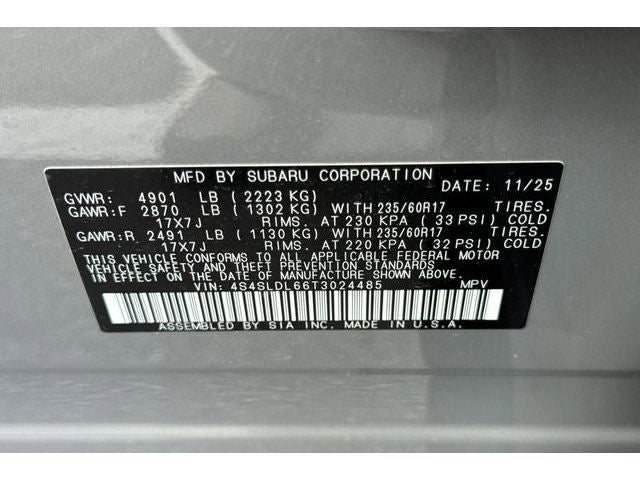 MFD BY SUBARU CORPORATION
DATE: 11/25
GVWR: 4901 LB (2223 KG)
GAWR:F 2870 LB (1302 KG) WITH 235/60R17 TIRES.
17X7J RIMS. AT 230 KPA (33 PSI) COLD
GAWR:R 2491 LB (1130 KG) WITH 235/60R17 TIRES.
17X7J RIMS. AT 220 KPA (32 PSI) COLD
THIS VEHICLE CONFORMS TO ALL APPLICABLE FEDERAL MOTOR
VEHICLE SAFETY AND THEFT PREVENTION STANDARDS
IN EFFECT ON THE DATE OF MANUFACTURE SHOWN ABOVE.
VIN: 4S4SLDL66T3024485 MPV
ASSEMBLED BY SIA INC. MADE IN U.S.A.